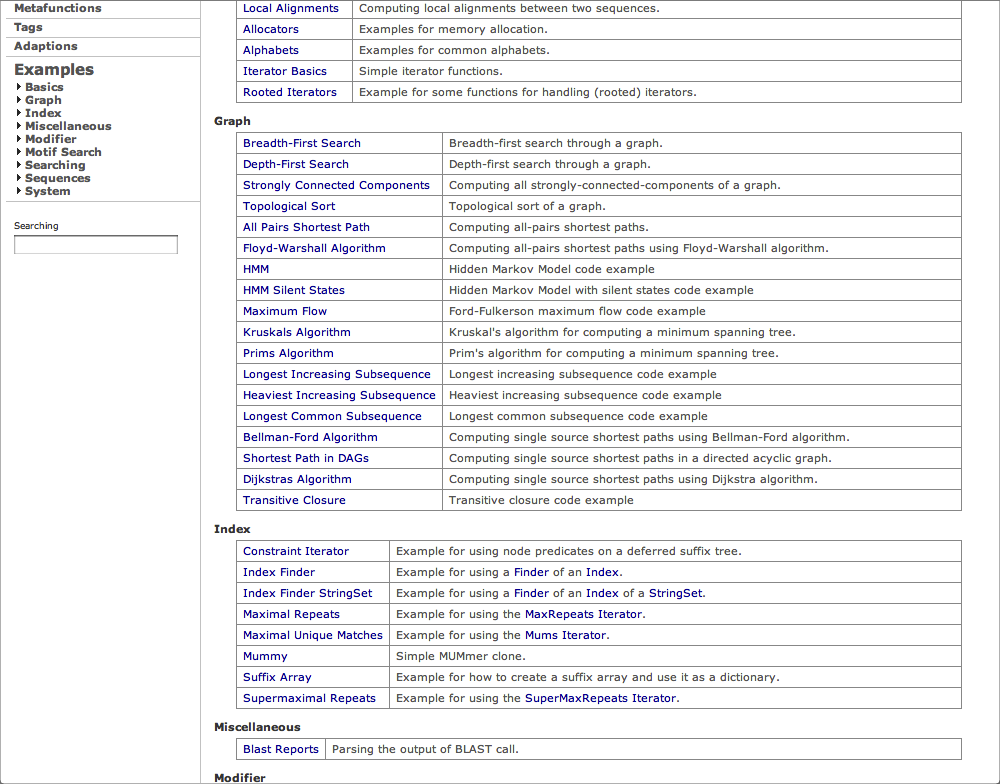 Metafunctions
Tags
Adaptions
Examples
Basics
Graph
Index
Miscellaneous
Modifier
Motif Search
Searching
Sequences
System
Searching
Local Alignments Computing local alignments between two sequences.
Allocators Examples for memory allocation.
Alphabets Examples for common alphabets.
Iterator Basics Simple iterator functions.
Rooted Iterators Example for some functions for handling (rooted) iterators.
Graph
Breadth-First Search Breadth-first search through a graph.
Depth-First Search Depth-first search through a graph.
Strongly Connected Components Computing all strongly-connected-components of a graph.
Topological Sort Topological sort of a graph.
All Pairs Shortest Path Computing all-pairs shortest paths.
Floyd-Warshall Algorithm Computing all-pairs shortest paths using Floyd-Warshall algorithm.
HMM Hidden Markov Model code example
HMM Silent States Hidden Markov Model with silent states code example
Maximum Flow Ford-Fulkerson maximum flow code example
Kruskals Algorithm Kruskal's algorithm for computing a minimum spanning tree.
Prims Algorithm Prim's algorithm for computing a minimum spanning tree.
Longest Increasing Subsequence Longest increasing subsequence code example
Heaviest Increasing Subsequence Heaviest increasing subsequence code example
Longest Common Subsequence Longest common subsequence code example
Bellman-Ford Algorithm Computing single source shortest paths using Bellman-Ford algorithm.
Shortest Path in DAGs Computing single source shortest paths in a directed acyclic graph.
Dijkstras Algorithm Computing single source shortest paths using Dijkstra algorithm.
Transitive Closure Transitive closure code example
Index
Constraint Iterator Example for using node predicates on a deferred suffix tree.
Index Finder Example for using a Finder of an Index.
Index Finder StringSet Example for using a Finder of an Index of a StringSet.
Maximal Repeats Example for using the MaxRepeats Iterator.
Maximal Unique Matches Example for using the Mums Iterator.
Mummy Simple MUMmer clone.
Suffix Array Example for how to create a suffix array and use it as a dictionary.
Supermaximal Repeats Example for using the SuperMaxRepeats Iterator.
Miscellaneous
Blast Reports Parsing the output of BLAST call.
Modifier